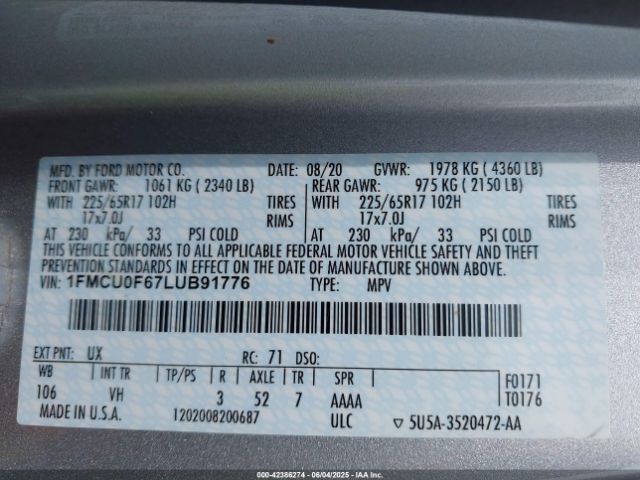 MFD. BY FORD MOTOR CO. DATE: 08/20 GVWR: 1978 KG ( 4360 LB)
FRONT GAWR: 1061 KG ( 2340 LB) REAR GAWR: 975 KG ( 2150 LB)
WITH 225/65R17 102H TIRES WITH 225/65R17 102H TIRES
17x7.0J RIMS 17x7.0J RIMS
AT 230 kPa/ 33 PSI COLD AT 230 kPa/ 33 PSI COLD
THIS VEHICLE CONFORMS TO ALL APPLICABLE FEDERAL MOTOR VEHICLE SAFETY AND THEFT
PREVENTION STANDARDS IN EFFECT ON THE DATE OF MANUFACTURE SHOWN ABOVE.
VIN: 1FMCU0F67LUB91776 TYPE: MPV
EXT PNT: UX RC: 71 DSO:
WB INT TR TP/PS R AXLE TR SPR F0171
106 VH 3 52 7 AAAA T0176
MADE IN U.S.A. 1202008200687 ULC ▽ 5U5A-3520472-AA
00-42386274 - 06/04/2025 - IAA Inc.